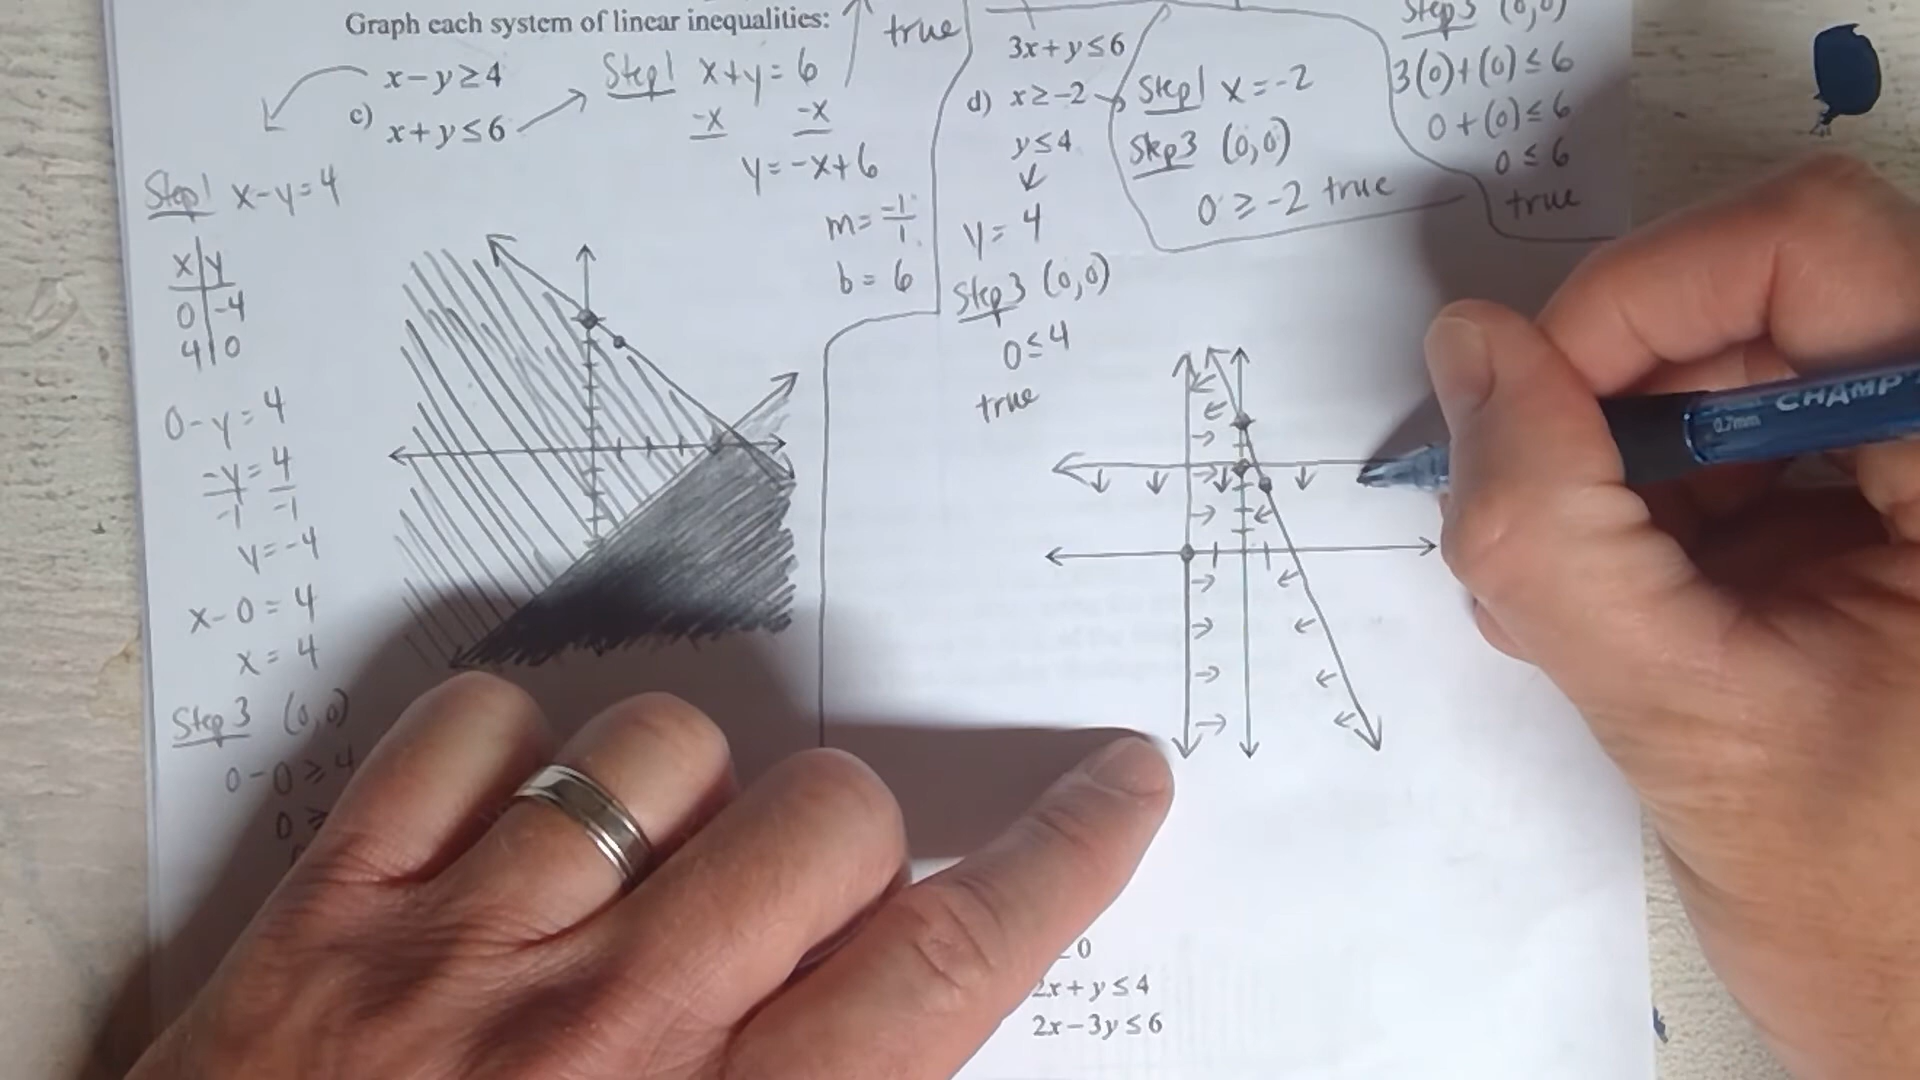 Graph each system of linear inequalities:
c)
x − y ≥ 4
x + y ≤ 6
Step 1 x + y = 6
-x -x
y = -x + 6
m = -1/1
b = 6
true
Step 1 x - y = 4
x | y
0 | -4
4 | 0
0 - y = 4
-y = 4
-1 -1
y = -4
x - 0 = 4
x = 4
Step 3 (0,0)
0 - 0 ≥ 4
0 ≥
d)
3x + y ≤ 6
x ≥ −2
y ≤ 4
Step 1 x = -2
Step 3 (0,0)
0 ≥ -2 true
y = 4
Step 3 (0,0)
0 ≤ 4
true
Step 3 (0,0)
3(0)+(0) ≤ 6
0 + (0) ≤ 6
0 ≤ 6
true
0.7mm CHAMP
0
2x + y ≤ 4
2x − 3y ≤ 6